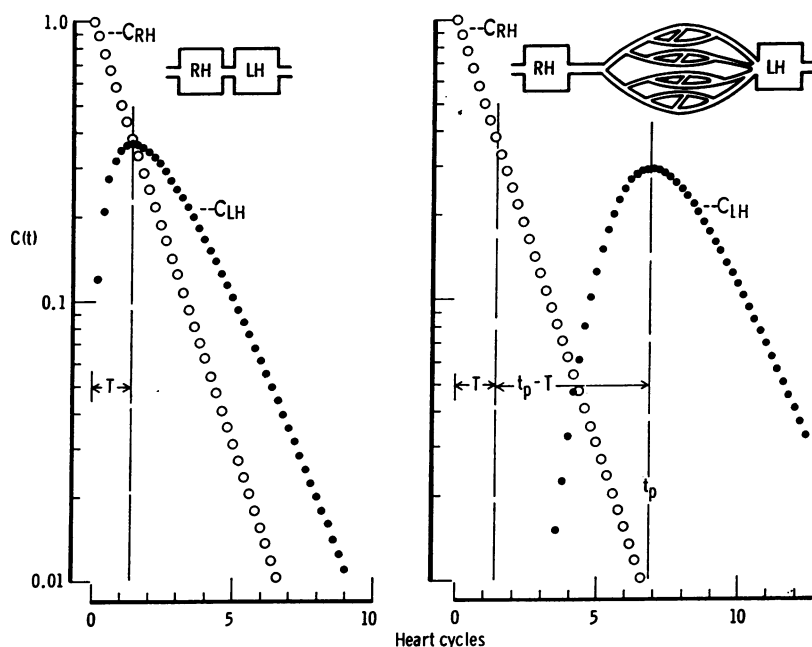 1.0
C_RH
RH LH
C_LH
C(t)
0.1
T
0.01
0 5 10
C_RH
RH LH
C_LH
T t_p - T
t_p
0 5 10
Heart cycles